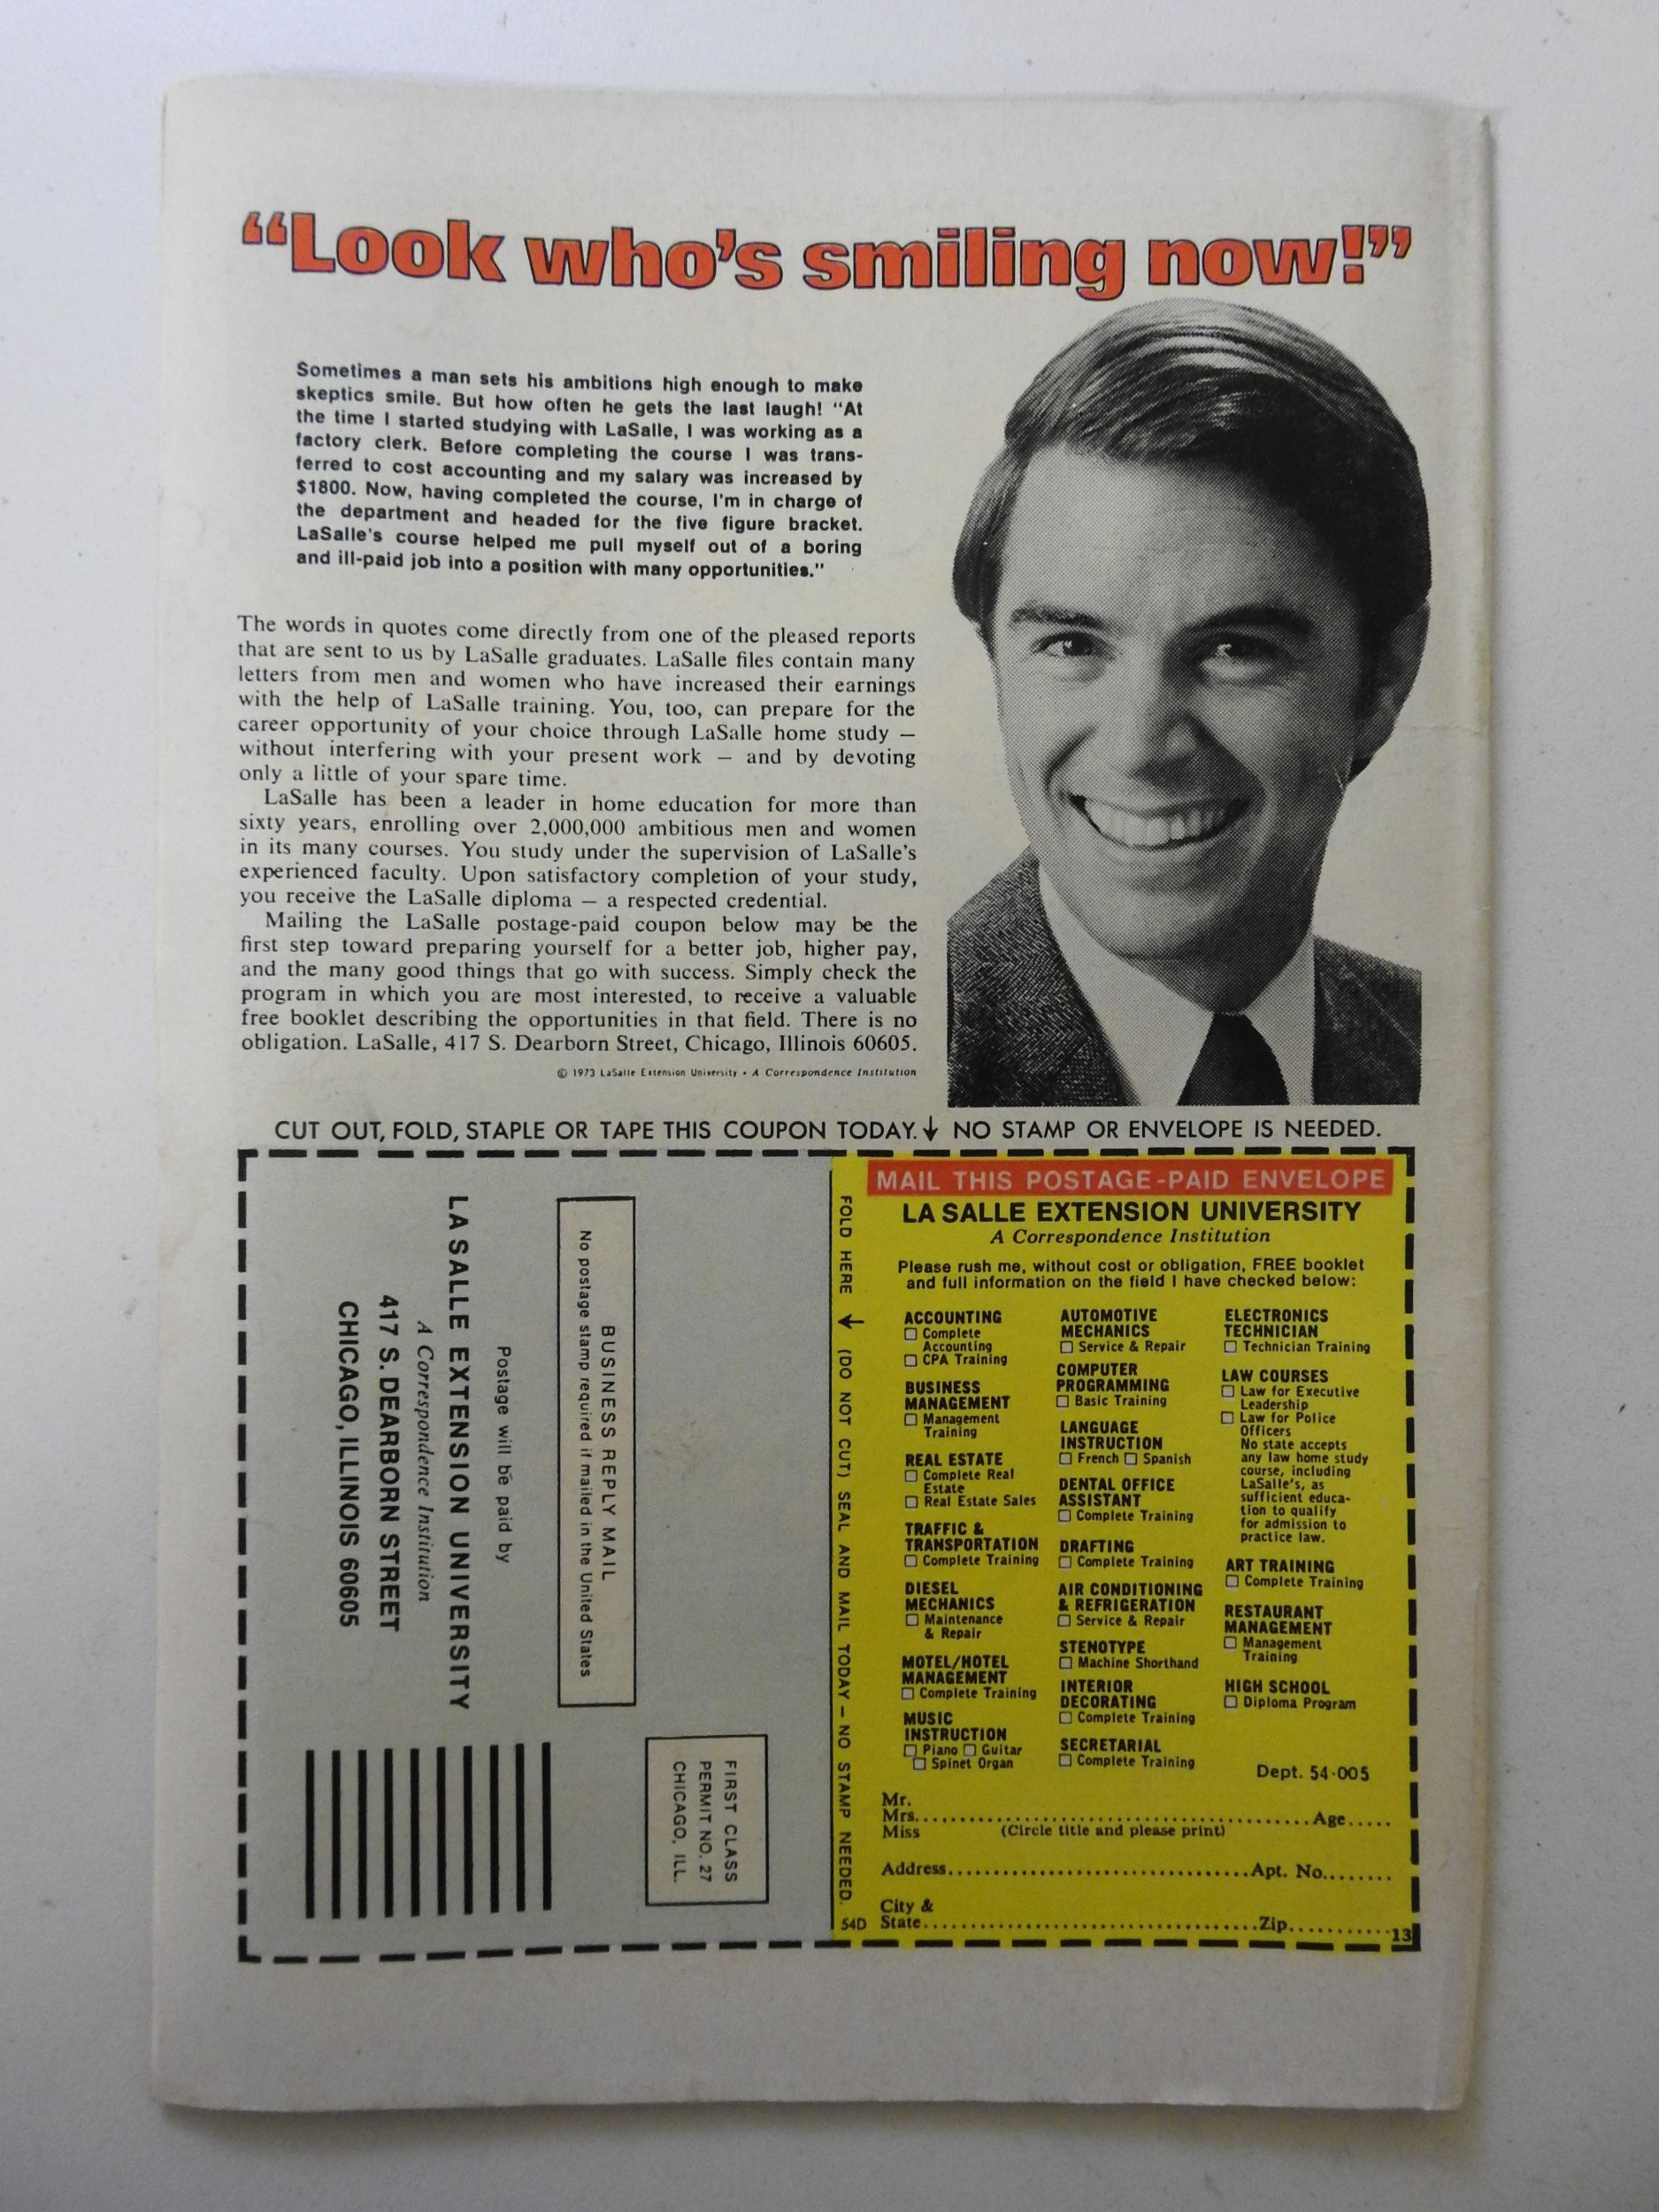 “Look who’s smiling now!”
Sometimes a man sets his ambitions high enough to make
skeptics smile. But how often he gets the last laugh! "At
the time I started studying with LaSalle, I was working as a
factory clerk. Before completing the course I was trans-
ferred to cost accounting and my salary was increased by
$1800. Now, having completed the course, I'm in charge of
the department and headed for the five figure bracket.
LaSalle's course helped me pull myself out of a boring
and ill-paid job into a position with many opportunities."
The words in quotes come directly from one of the pleased reports
that are sent to us by LaSalle graduates. LaSalle files contain many
letters from men and women who have increased their earnings
with the help of LaSalle training. You, too, can prepare for the
career opportunity of your choice through LaSalle home study —
without interfering with your present work — and by devoting
only a little of your spare time.
LaSalle has been a leader in home education for more than
sixty years, enrolling over 2,000,000 ambitious men and women
in its many courses. You study under the supervision of LaSalle's
experienced faculty. Upon satisfactory completion of your study,
you receive the LaSalle diploma — a respected credential.
Mailing the LaSalle postage-paid coupon below may be the
first step toward preparing yourself for a better job, higher pay,
and the many good things that go with success. Simply check the
program in which you are most interested, to receive a valuable
free booklet describing the opportunities in that field. There is no
obligation. LaSalle, 417 S. Dearborn Street, Chicago, Illinois 60605.
© 1973 LaSalle Extension University • A Correspondence Institution
CUT OUT, FOLD, STAPLE OR TAPE THIS COUPON TODAY.↓ NO STAMP OR ENVELOPE IS NEEDED.
FIRST CLASS
PERMIT NO. 27
CHICAGO, ILL.
BUSINESS REPLY MAIL
No postage stamp required if mailed in the United States
Postage will be paid by
LA SALLE EXTENSION UNIVERSITY
A Correspondence Institution
417 S. DEARBORN STREET
CHICAGO, ILLINOIS 60605
FOLD HERE ← (DO NOT CUT) SEAL AND MAIL TODAY — NO STAMP NEEDED.
54D
MAIL THIS POSTAGE-PAID ENVELOPE
LA SALLE EXTENSION UNIVERSITY
A Correspondence Institution
Please rush me, without cost or obligation, FREE booklet
and full information on the field I have checked below:
ACCOUNTING
☐ Complete
Accounting
☐ CPA Training
BUSINESS
MANAGEMENT
☐ Management
Training
REAL ESTATE
☐ Complete Real
Estate
☐ Real Estate Sales
TRAFFIC &
TRANSPORTATION
☐ Complete Training
DIESEL
MECHANICS
☐ Maintenance
& Repair
MOTEL/HOTEL
MANAGEMENT
☐ Complete Training
MUSIC
INSTRUCTION
☐ Piano ☐ Guitar
☐ Spinet Organ
AUTOMOTIVE
MECHANICS
☐ Service & Repair
COMPUTER
PROGRAMMING
☐ Basic Training
LANGUAGE
INSTRUCTION
☐ French ☐ Spanish
DENTAL OFFICE
ASSISTANT
☐ Complete Training
DRAFTING
☐ Complete Training
AIR CONDITIONING
& REFRIGERATION
☐ Service & Repair
STENOTYPE
☐ Machine Shorthand
INTERIOR
DECORATING
☐ Complete Training
SECRETARIAL
☐ Complete Training
ELECTRONICS
TECHNICIAN
☐ Technician Training
LAW COURSES
☐ Law for Executive
Leadership
☐ Law for Police
Officers
No state accepts
any law home study
course, including
LaSalle's, as
sufficient educa-
tion to qualify
for admission to
practice law.
ART TRAINING
☐ Complete Training
RESTAURANT
MANAGEMENT
☐ Management
Training
HIGH SCHOOL
☐ Diploma Program
Dept. 54-005
Mr.
Mrs. Age
Miss (Circle title and please print)
Address Apt. No.
City &
State Zip
13